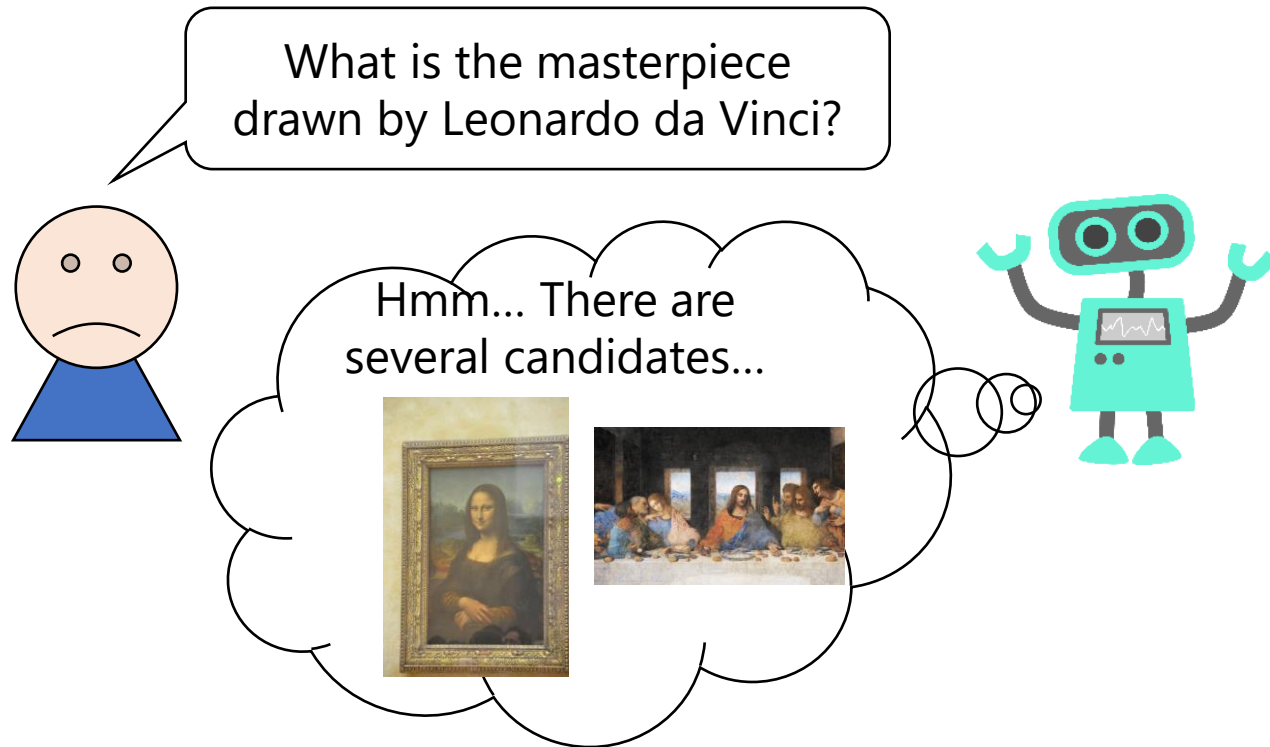 What is the masterpiece
drawn by Leonardo da Vinci?
Hmm... There are
several candidates...